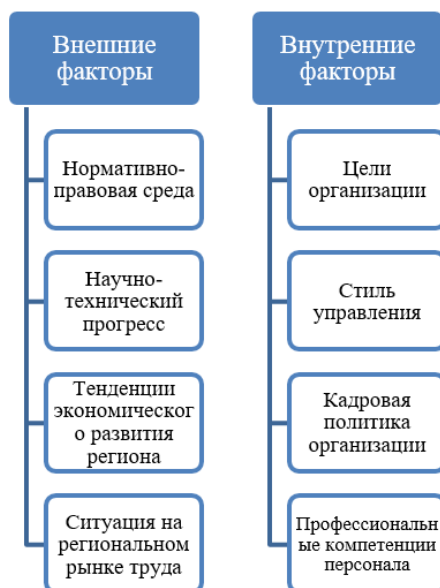 Внешние
факторы
Нормативно-
правовая среда
Научно-
технический
прогресс
Тенденции
экономическог
о развития
региона
Ситуация на
региональном
рынке труда
Внутренние
факторы
Цели
организации
Стиль
управления
Кадровая
политика
организации
Профессиональн
ые компетенции
персонала